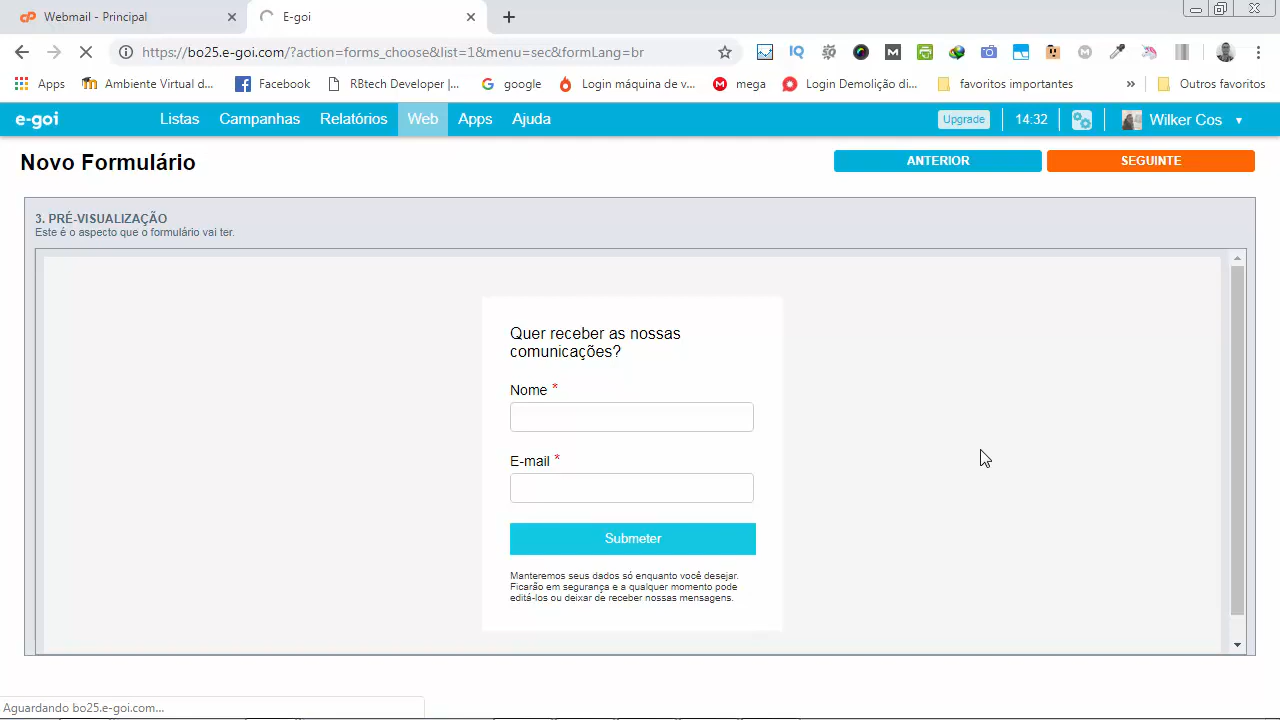 Webmail - Principal
E-goi
https://bo25.e-goi.com/?action=forms_choose&list=1&menu=sec&formLang=br
Apps
Ambiente Virtual d...
Facebook
RBtech Developer |...
google
Login máquina de v...
mega
Login Demolição di...
favoritos importantes
»
Outros favoritos
e-goi
Listas
Campanhas
Relatórios
Web
Apps
Ajuda
Upgrade
14:32
Wilker Cos
Novo Formulário
ANTERIOR
SEGUINTE
3. PRÉ-VISUALIZAÇÃO
Este é o aspecto que o formulário vai ter.
Quer receber as nossas
comunicações?
Nome *
E-mail *
Submeter
Manteremos seus dados só enquanto você desejar.
Ficarão em segurança e a qualquer momento pode
editá-los ou deixar de receber nossas mensagens.
Aguardando bo25.e-goi.com...